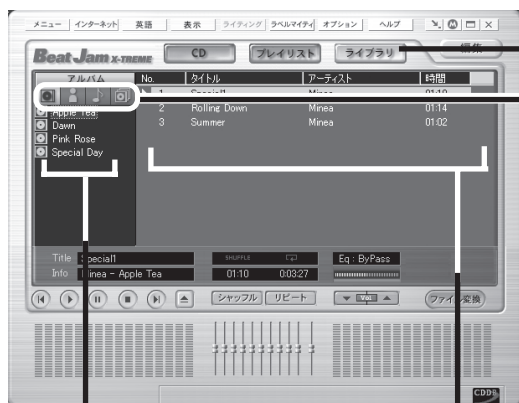 メニュー インターネット 英語 表示 ライティング ラベルマイティ オプション ヘルプ
Beat-Jam X-TREME CD プレイリスト ライブラリ 編集
アルバム No. タイトル アーティスト 時間
1 Special1 Minea 01:10
Apple Tea 2 Rolling Down Minea 01:14
Dawn 3 Summer Minea 01:02
Pink Rose
Special Day
Title Special1 SHUFFLE Eq : ByPass
Info Minea - Apple Tea 01:10 0:03:27
シャッフル リピート Vol ファイル変換
CDDB